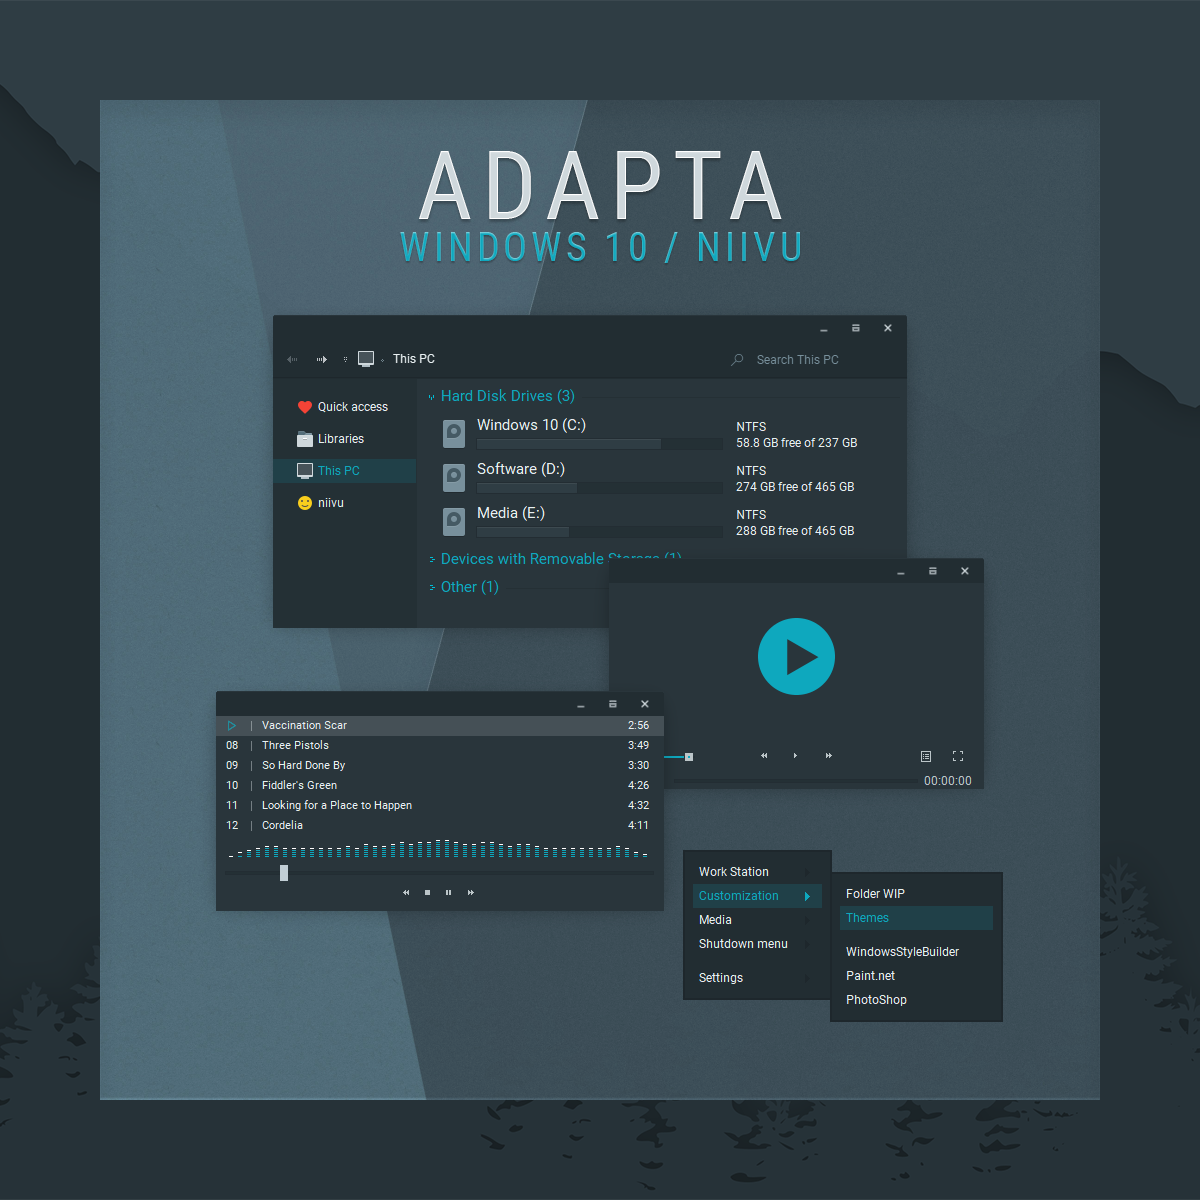 ADAPTA
WINDOWS 10 / NIIVU
This PC
Search This PC
Quick access
Libraries
This PC
niivu
Hard Disk Drives (3)
Windows 10 (C:)
NTFS
58.8 GB free of 237 GB
Software (D:)
NTFS
274 GB free of 465 GB
Media (E:)
NTFS
288 GB free of 465 GB
Devices with Removable Storage (1)
Other (1)
00:00:00
Vaccination Scar 2:56
08 | Three Pistols 3:49
09 | So Hard Done By 3:30
10 | Fiddler's Green 4:26
11 | Looking for a Place to Happen 4:32
12 | Cordelia 4:11
Work Station
Customization
Media
Shutdown menu
Settings
Folder WIP
Themes
WindowsStyleBuilder
Paint.net
PhotoShop